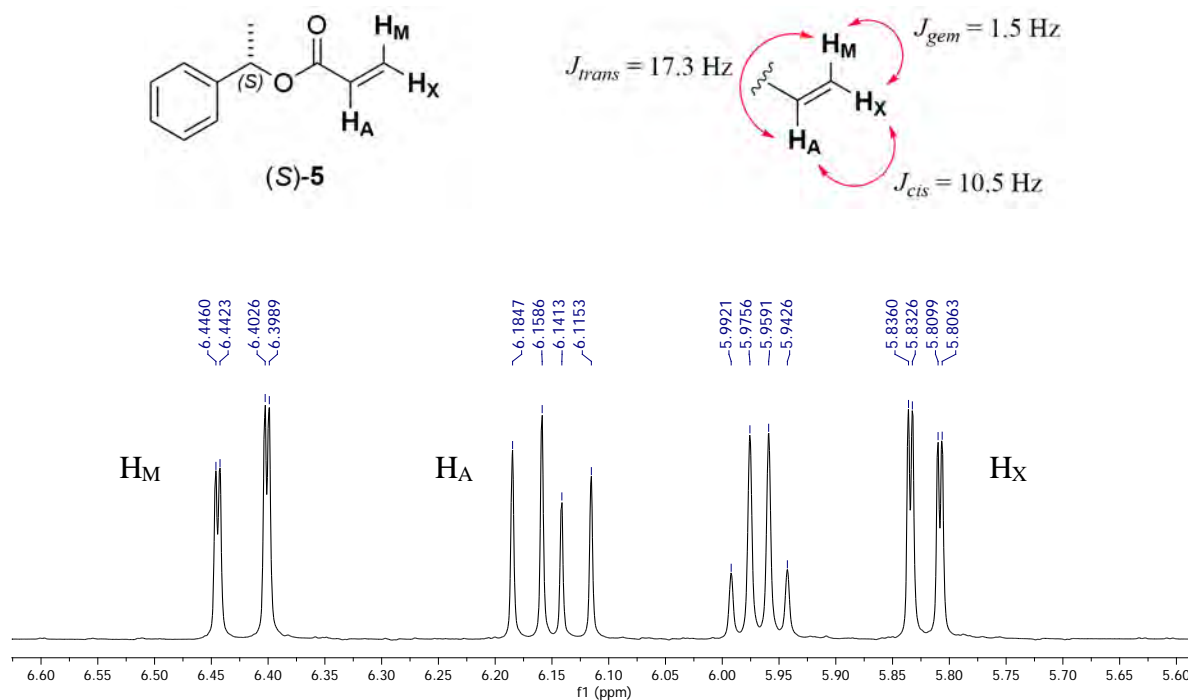 O
H_M
H_X
(S)
O
H_A
(S)-5
J_trans = 17.3 Hz
H_M
J_gem = 1.5 Hz
H_X
H_A
J_cis = 10.5 Hz
6.4460
6.4423
6.4026
6.3989
6.1847
6.1586
6.1413
6.1153
5.9921
5.9756
5.9591
5.9426
5.8360
5.8326
5.8099
5.8063
H_M
H_A
H_X
6.60 6.55 6.50 6.45 6.40 6.35 6.30 6.25 6.20 6.15 6.10 6.05 6.00 5.95 5.90 5.85 5.80 5.75 5.70 5.65 5.60
f1 (ppm)